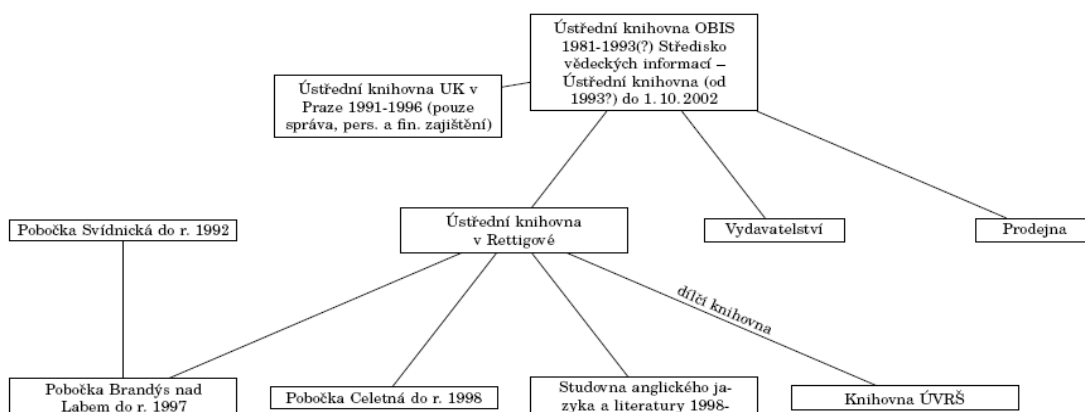 Ústřední knihovna OBIS
1981-1993(?) Středisko
vědeckých informací –
Ústřední knihovna (od
1993?) do 1. 10. 2002
Ústřední knihovna UK v
Praze 1991-1996 (pouze
správa, pers. a fin. zajištění)
Pobočka Svídnická do r. 1992
Ústřední knihovna
v Rettigové
Vydavatelství
Prodejna
dílčí knihovna
Pobočka Brandýs nad
Labem do r. 1997
Pobočka Celetná do r. 1998
Studovna anglického ja-
zyka a literatury 1998-
Knihovna ÚVRŠ